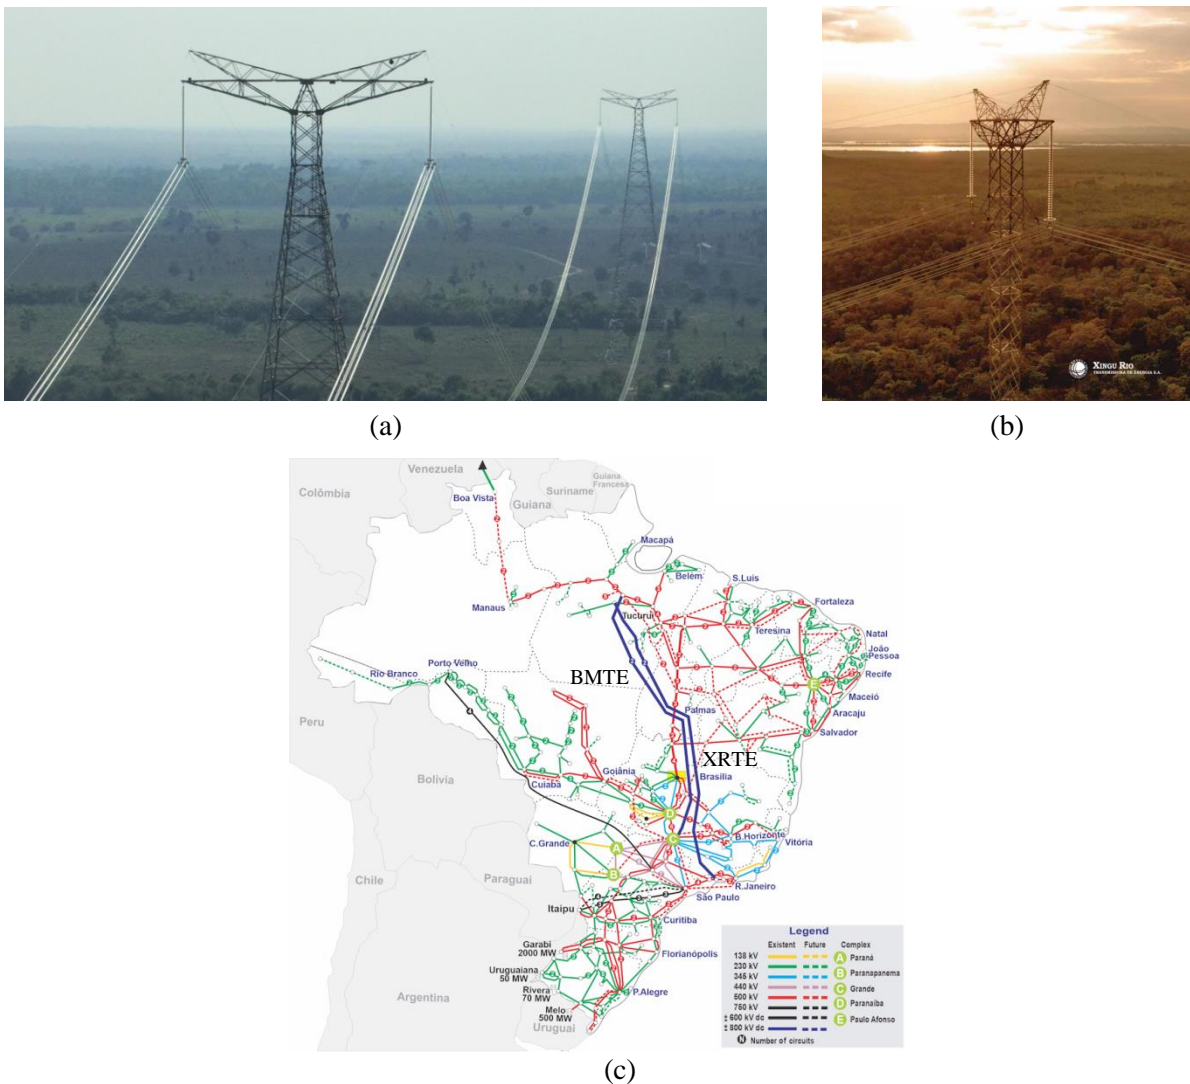 XINGU RIO
TRANSMISSORA DE ENERGIA S.A.
(a)
(b)
Venezuela
Colômbia
Boa Vista
Guiana
Suriname
Guiana
Francesa
Macapá
Belém
S.Luis
Fortaleza
Manaus
Tucuruí
Teresina
Natal
João
Pessoa
Recife
Maceió
Aracaju
Salvador
Porto Velho
Rio Branco
BMTE
Palmas
Peru
XRTE
Bolívia
Cuiabá
Goiânia
Brasília
D
E
B.Horizonte
Vitória
C.Grande
A
C
B
Chile
Paraguai
R.Janeiro
São Paulo
Itaipu
Curitiba
Garabi
2000 MW
Florianópolis
Uruguaiana
50 MW
Rivera
70 MW
P.Alegre
Melo
500 MW
Argentina
Uruguai
Legend
Existent Future Complex
138 kV A Paraná
230 kV B Paranapanema
345 kV
440 kV C Grande
500 kV D Paranaíba
750 kV
± 600 kV dc E Paulo Afonso
± 800 kV dc
N Number of circuits
(c)